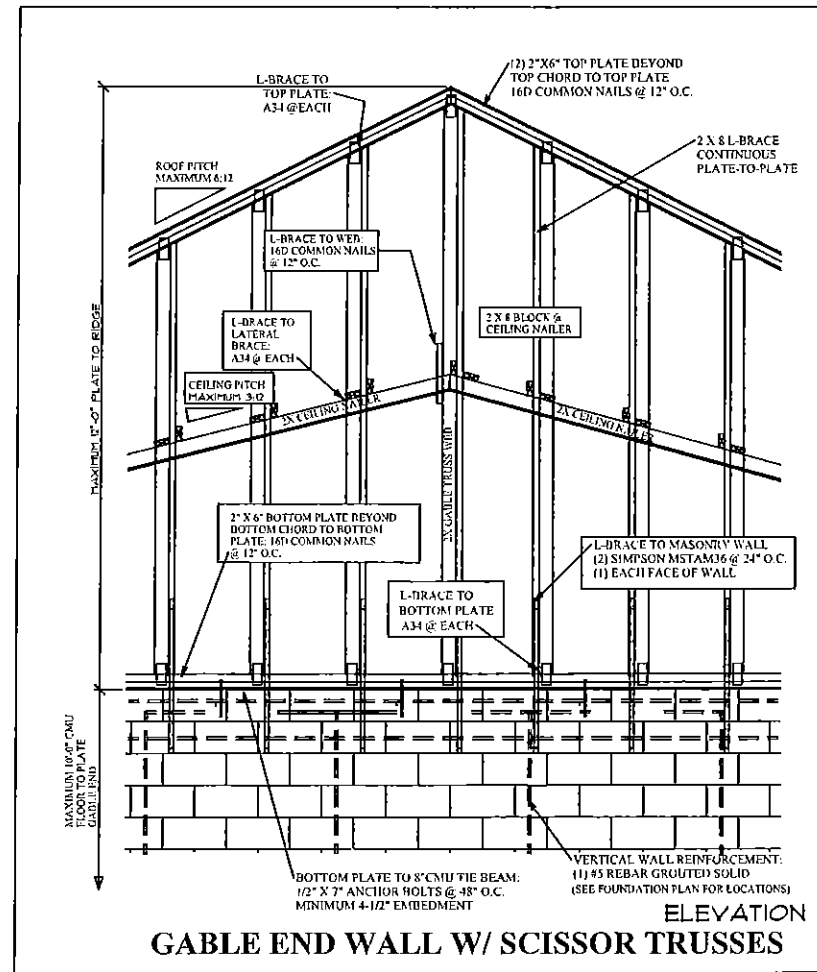 (2) 2"X6" TOP PLATE BEYOND
TOP CHORD TO TOP PLATE
16D COMMON NAILS @ 12" O.C.
L-BRACE TO
TOP PLATE:
A34 @EACH
2 X 8 L-BRACE
CONTINUOUS
PLATE-TO-PLATE
ROOF PITCH
MAXIMUM 6:12
L-BRACE TO WEB:
16D COMMON NAILS
@ 12" O.C.
2 X 8 BLOCK @
CEILING NAILER
L-BRACE TO
LATERAL
BRACE:
A34 @ EACH
CEILING PITCH
MAXIMUM 3:12
2X CEILING NAILER
2X CEILING NAILER
MAXIMUM 12'-0" PLATE TO RIDGE
2X GABLE TRUSS WEB
2" X 6" BOTTOM PLATE BEYOND
BOTTOM CHORD TO BOTTOM
PLATE: 16D COMMON NAILS
@ 12" O.C.
L-BRACE TO MASONRY WALL
(2) SIMPSON MSTAM36 @ 24" O.C.
(1) EACH FACE OF WALL
L-BRACE TO
BOTTOM PLATE
A34 @ EACH
MAXIMUM 10'-0" CMU
FLOOR TO PLATE
GABLE END
BOTTOM PLATE TO 8"CMU TIE BEAM:
1/2" X 7" ANCHOR BOLTS @ 48" O.C.
MINIMUM 4-1/2" EMBEDMENT
VERTICAL WALL REINFORCEMENT:
(1) #5 REBAR GROUTED SOLID
(SEE FOUNDATION PLAN FOR LOCATIONS)
ELEVATION
GABLE END WALL W/ SCISSOR TRUSSES